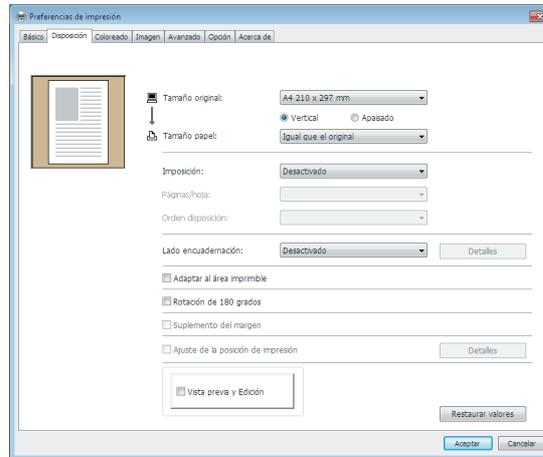 Preferencias de impresión
Básico Disposición Coloreado Imagen Avanzado Opción Acerca de
Tamaño original: A4 210 x 297 mm
Vertical Apaisado
Tamaño papel: Igual que el original
Imposición: Desactivado
Páginas/hoja:
Orden disposición:
Lado encuadernación: Desactivado Detalles
Adaptar al área imprimible
Rotación de 180 grados
Suplemento del margen
Ajuste de la posición de impresión Detalles
Vista previa y Edición
Restaurar valores
Aceptar Cancelar